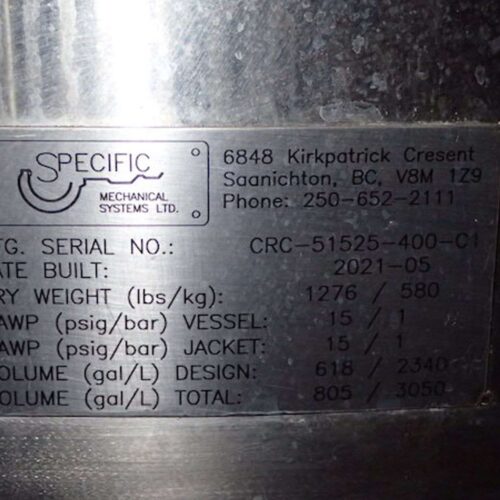 SPECIFIC
MECHANICAL
SYSTEMS LTD.
6848 Kirkpatrick Cresent
Saanichton, BC, V8M 1Z9
Phone: 250-652-2111
FG. SERIAL NO.: CRC-51525-400-C1
ATE BUILT: 2021-05
RY WEIGHT (lbs/kg): 1276 / 580
AWP (psig/bar) VESSEL: 15 / 1
AWP (psig/bar) JACKET: 15 / 1
OLUME (gal/L) DESIGN: 618 / 2340
OLUME (gal/L) TOTAL: 805 / 3050